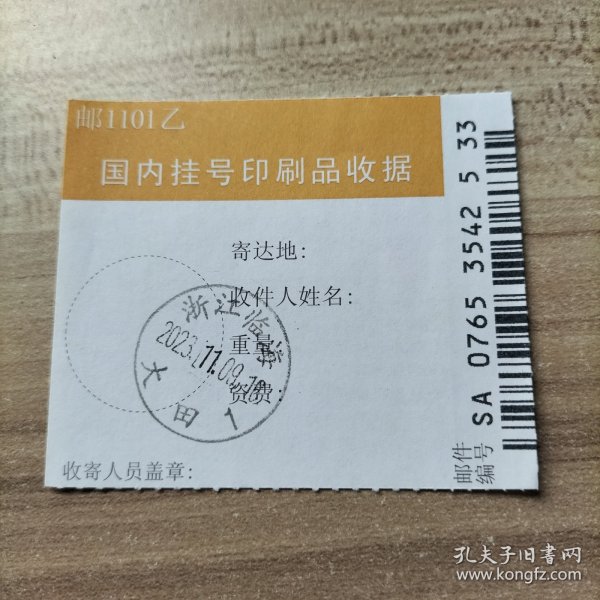 邮1101乙
国内挂号印刷品收据
寄达地：
收件人姓名：
重量：
资费：
收寄人员盖章：
浙江临海
2023.11.09.16
大田 1
邮件
编号
SA 0765 3542 5 33
孔夫子旧书网
www.kongfz.com